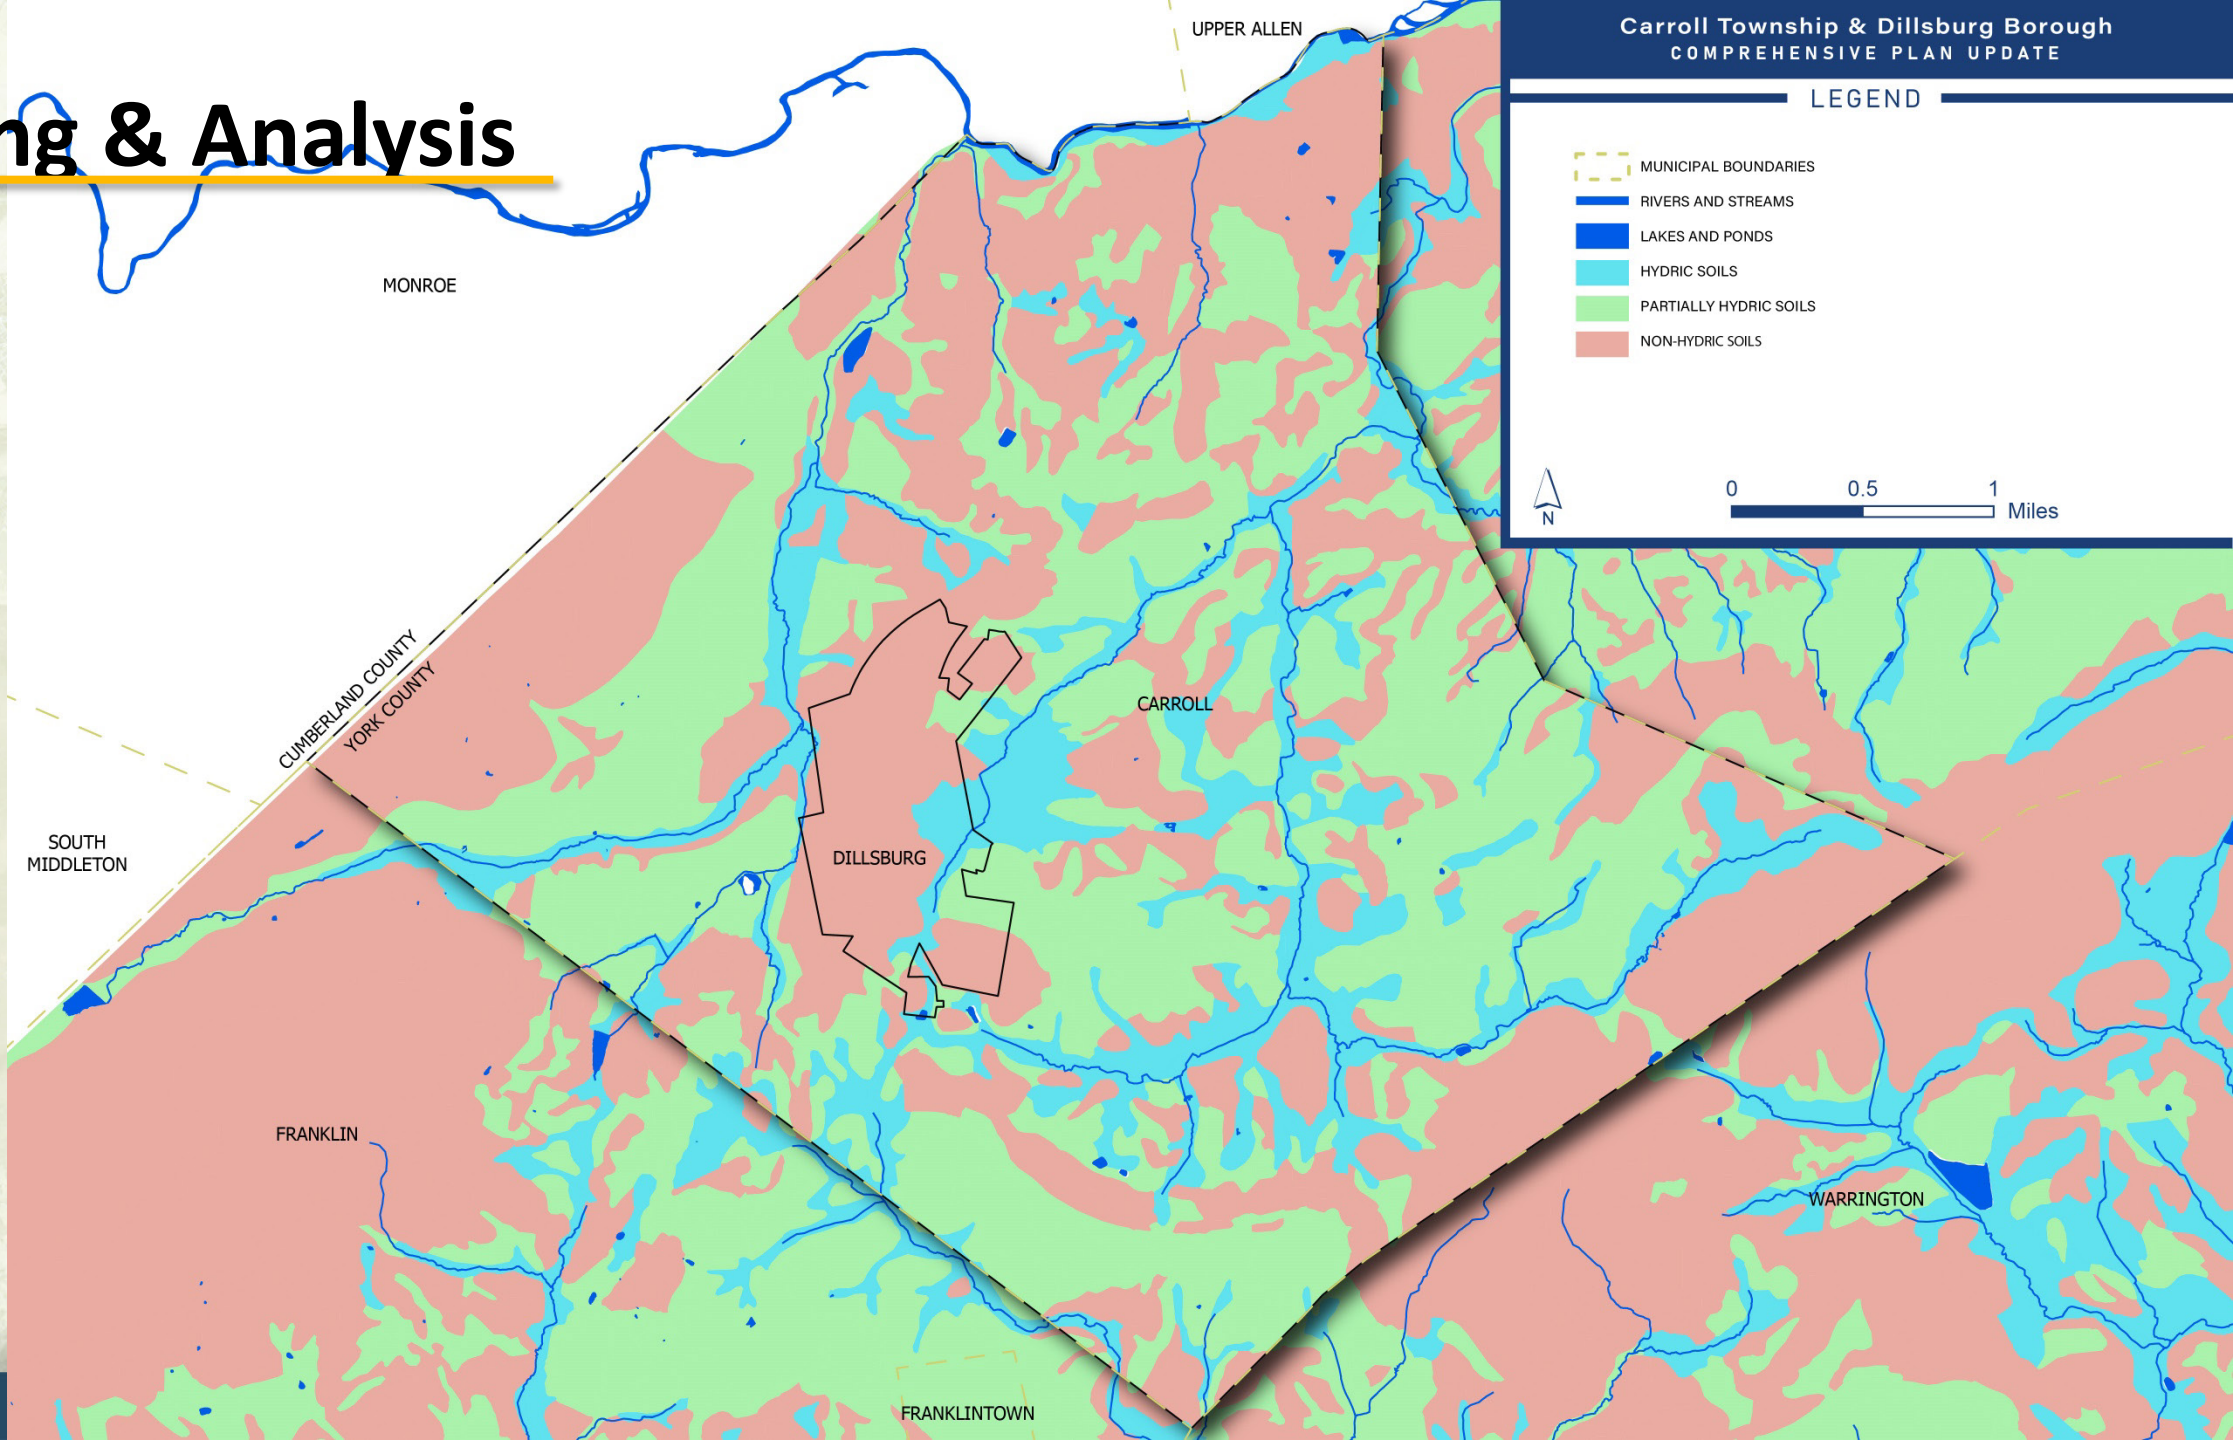 ng & Analysis
UPPER ALLEN
MONROE
CUMBERLAND COUNTY
YORK COUNTY
SOUTH
MIDDLETON
CARROLL
DILLSBURG
FRANKLIN
WARRINGTON
FRANKLINTOWN
Carroll Township & Dillsburg Borough
COMPREHENSIVE PLAN UPDATE
LEGEND
MUNICIPAL BOUNDARIES
RIVERS AND STREAMS
LAKES AND PONDS
HYDRIC SOILS
PARTIALLY HYDRIC SOILS
NON-HYDRIC SOILS
N
0 0.5 1
Miles